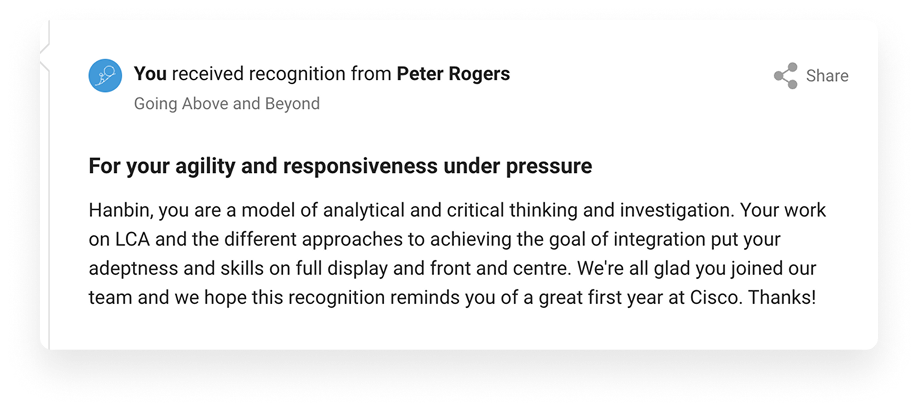 You received recognition from Peter Rogers
Share
Going Above and Beyond
For your agility and responsiveness under pressure
Hanbin, you are a model of analytical and critical thinking and investigation. Your work
on LCA and the different approaches to achieving the goal of integration put your
adeptness and skills on full display and front and centre. We're all glad you joined our
team and we hope this recognition reminds you of a great first year at Cisco. Thanks!